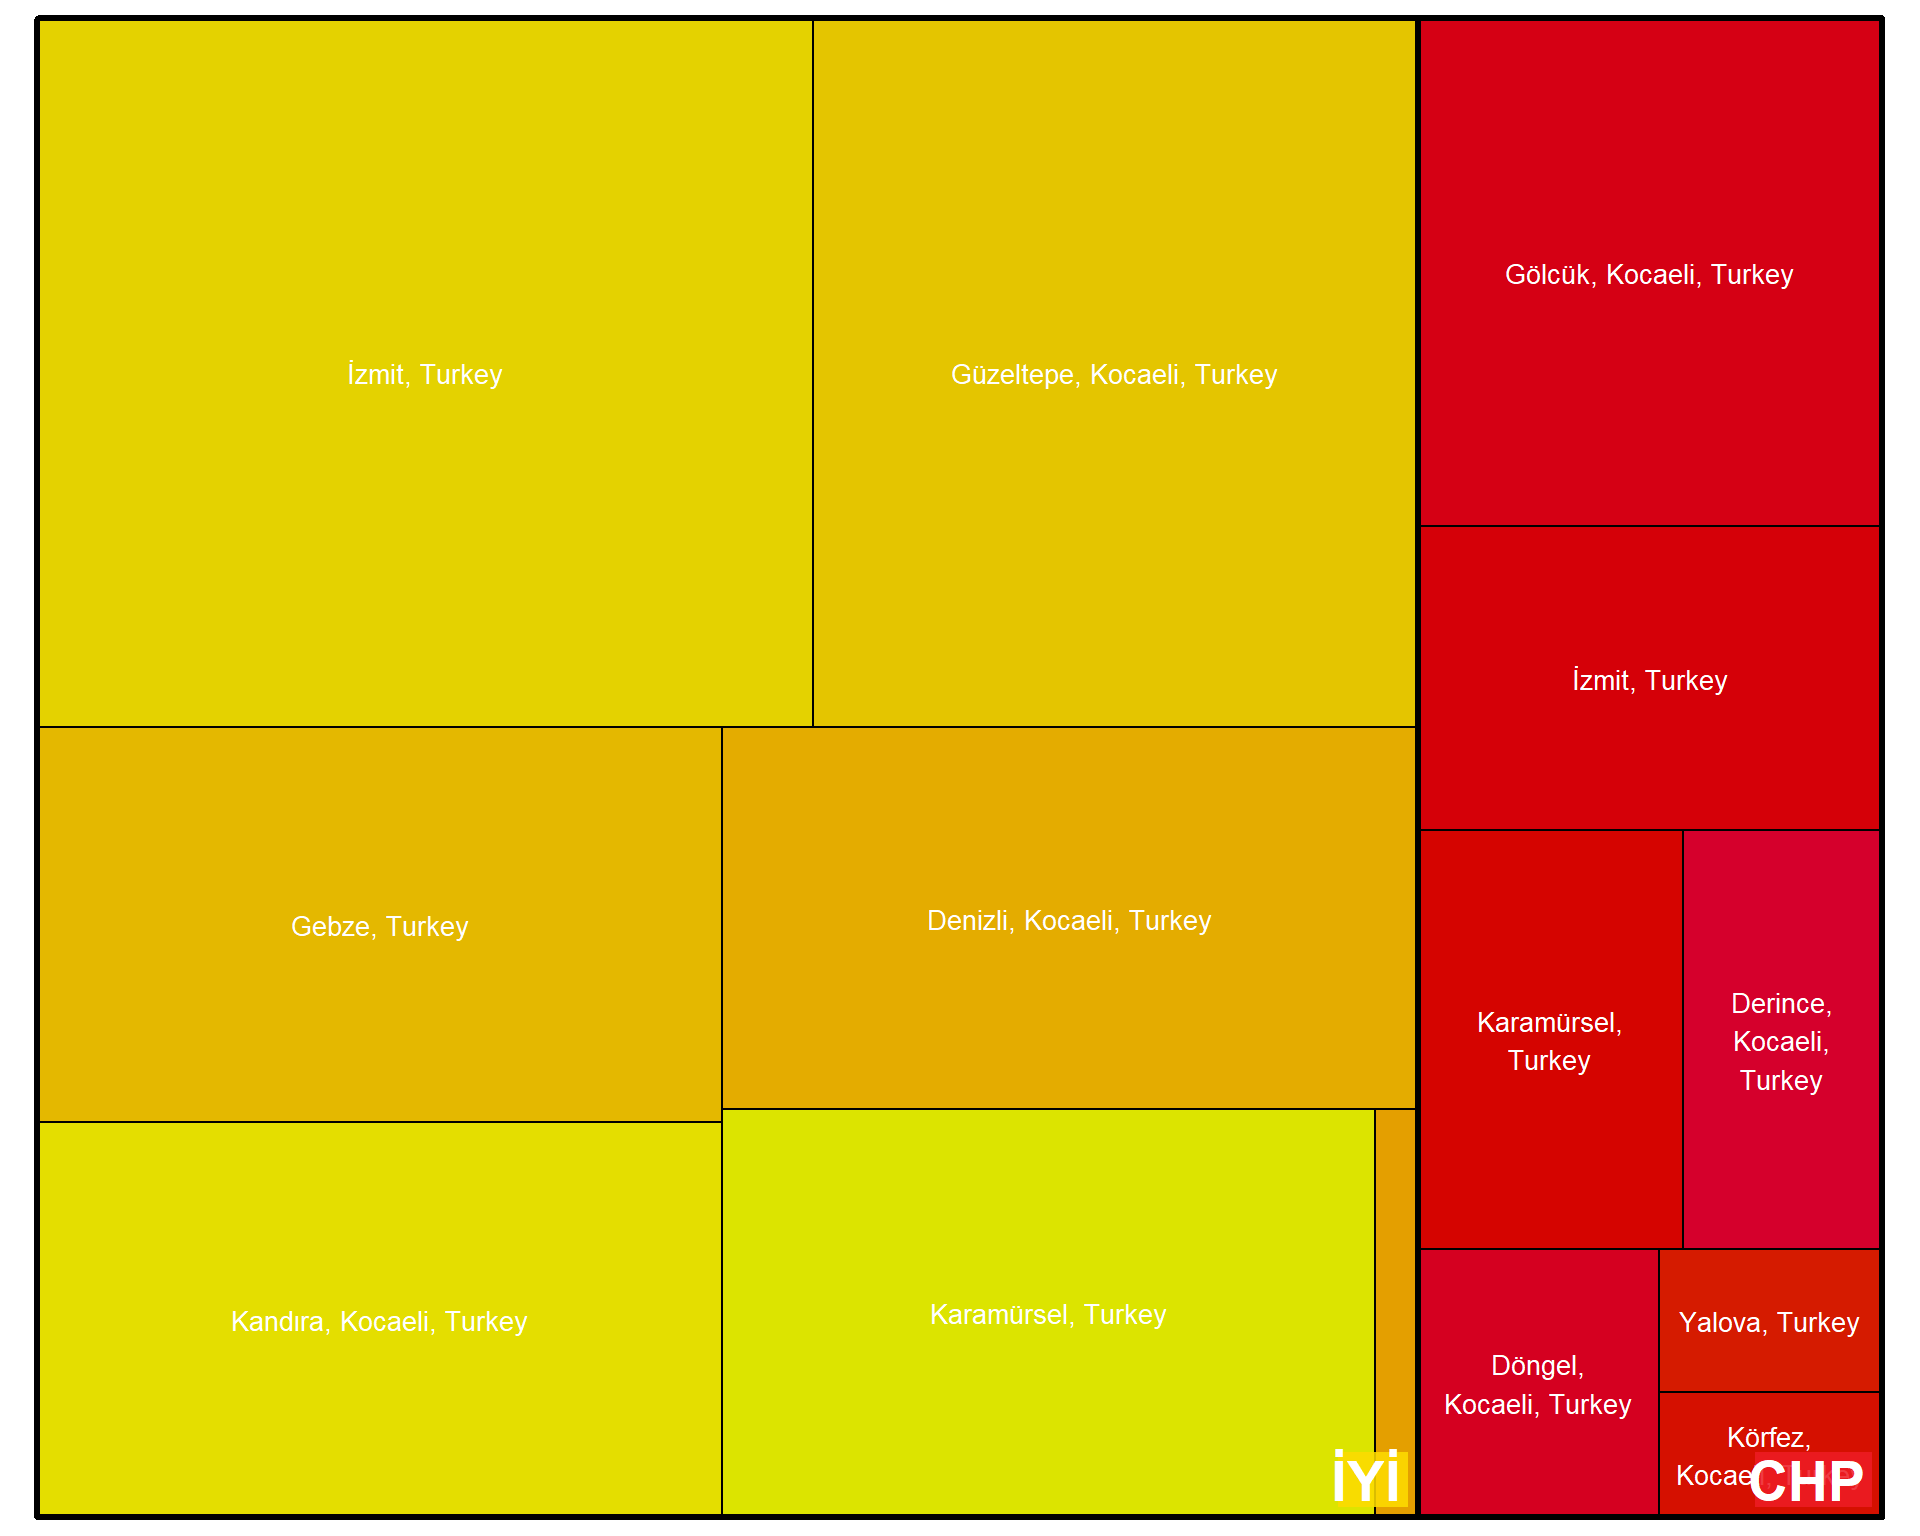 İzmit, Turkey
Güzeltepe, Kocaeli, Turkey
Gölcük, Kocaeli, Turkey
İzmit, Turkey
Gebze, Turkey
Denizli, Kocaeli, Turkey
Karamürsel,
Turkey
Derince,
Kocaeli,
Turkey
Kandıra, Kocaeli, Turkey
Karamürsel, Turkey
Döngel,
Kocaeli, Turkey
Yalova, Turkey
Körfez,
İYİ
CHP